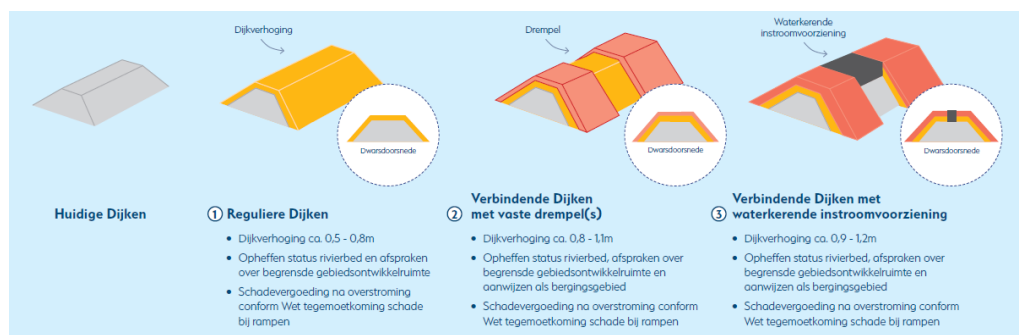 Dijkverhoging
Drempel
Waterkerende
instroomvoorziening
Dwarsdoorsnede
Dwarsdoorsnede
Dwarsdoorsnede
Huidige Dijken
1 Reguliere Dijken
• Dijkverhoging ca. 0,5 - 0,8m
• Opheffen status rivierbed en afspraken
over begrensde gebiedsontwikkelruimte
• Schadevergoeding na overstroming
conform Wet tegemoetkoming schade
bij rampen
Verbindende Dijken
2 met vaste drempel(s)
• Dijkverhoging ca. 0,8 - 1,1m
• Opheffen status rivierbed, afspraken over
begrensde gebiedsontwikkelruimte en
aanwijzen als bergingsgebied
• Schadevergoeding na overstroming conform
Wet tegemoetkoming schade bij rampen
Verbindende Dijken met
3 waterkerende instroomvoorziening
• Dijkverhoging ca. 0,9 - 1,2m
• Opheffen status rivierbed, afspraken over
begrensde gebiedsontwikkelruimte en
aanwijzen als bergingsgebied
• Schadevergoeding na overstroming conform
Wet tegemoetkoming schade bij rampen